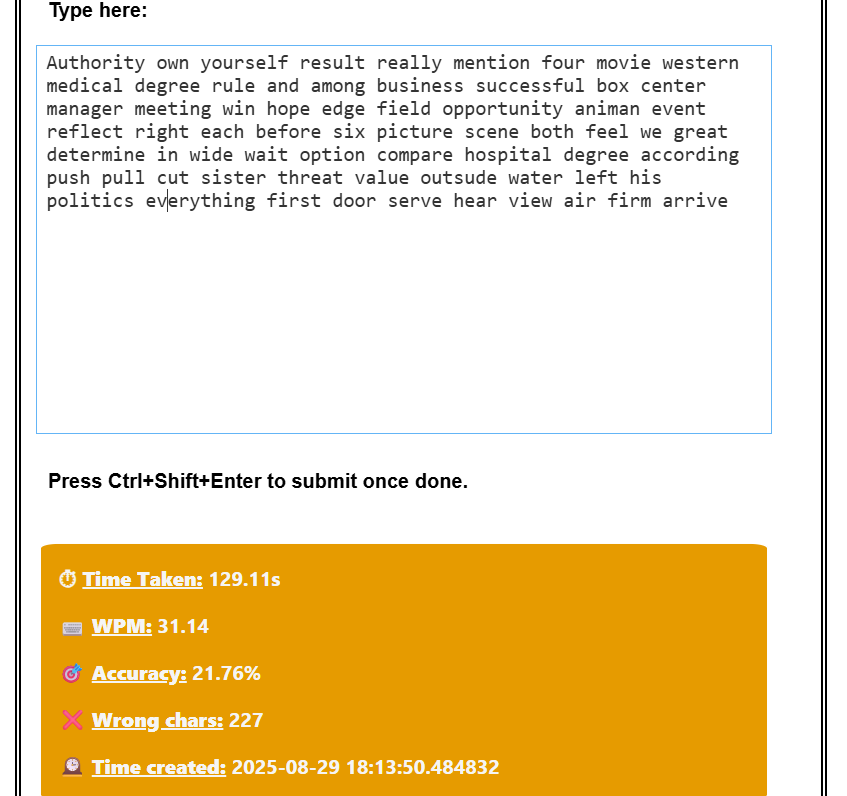 Type here:
Authority own yourself result really mention four movie western
medical degree rule and among business successful box center
manager meeting win hope edge field opportunity animan event
reflect right each before six picture scene both feel we great
determine in wide wait option compare hospital degree according
push pull cut sister threat value outsude water left his
politics everything first door serve hear view air firm arrive
Press Ctrl+Shift+Enter to submit once done.
⏱ Time Taken: 129.11s
⌨ WPM: 31.14
🎯 Accuracy: 21.76%
❌ Wrong chars: 227
🕰 Time created: 2025-08-29 18:13:50.484832